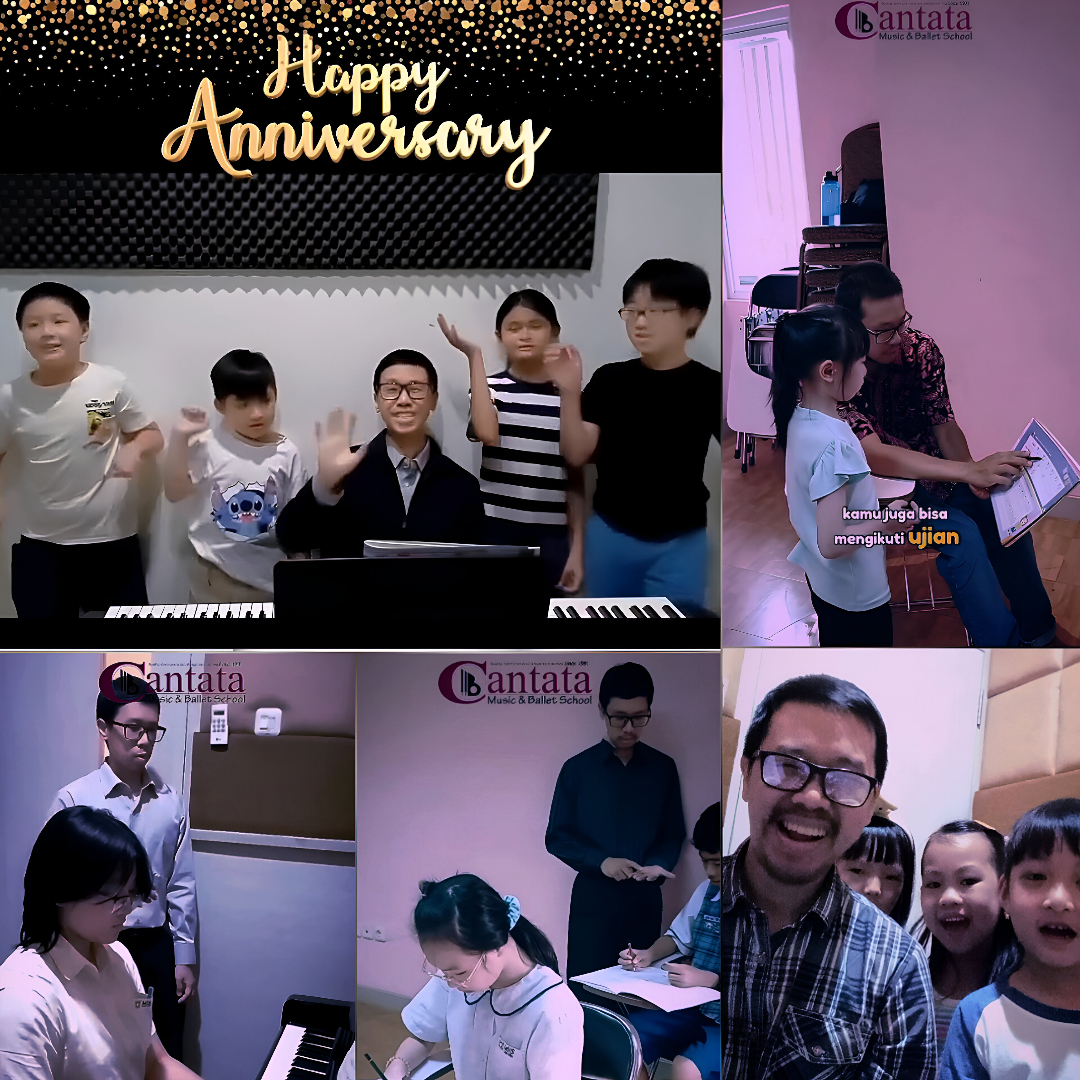 Happy
Anniversary
Cantata
Music & Ballet School
kamu juga bisa
mengikuti ujian
Cantata
Music & Ballet School
Cantata
Music & Ballet School